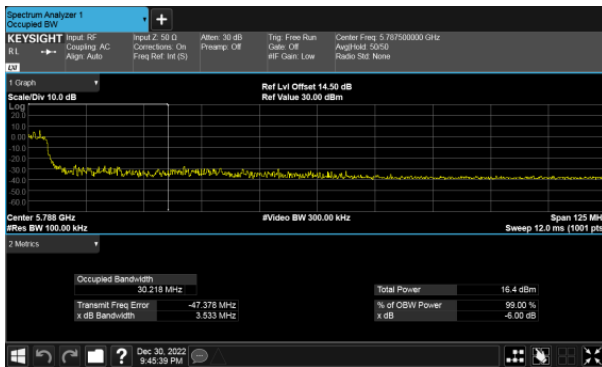 Spectrum Analyzer 1
Occupied BW
+
KEYSIGHT Input: RF Input Z: 50 Ω Atten: 30 dB Trig: Free Run Center Freq: 5.787500000 GHz
RL Coupling: AC Corrections: On Preamp: Off Gate: Off Avg|Hold: 50/50
Align: Auto Freq Ref: Int (S) #IF Gain: Low Radio Std: None
LXI
1 Graph Ref Lvl Offset 14.50 dB
Scale/Div 10.0 dB Ref Value 30.00 dBm
Log
20.0
10.0
0.00
-10.0
-20.0
-30.0
-40.0
-50.0
-60.0
Center 5.788 GHz #Video BW 300.00 kHz Span 125 MH
#Res BW 100.00 kHz Sweep 12.0 ms (1001 pts
2 Metrics
Occupied Bandwidth
30.218 MHz Total Power 16.4 dBm
Transmit Freq Error -47.378 MHz % of OBW Power 99.00 %
x dB Bandwidth 3.533 MHz x dB -6.00 dB
? Dec 30, 2022
9:45:39 PM